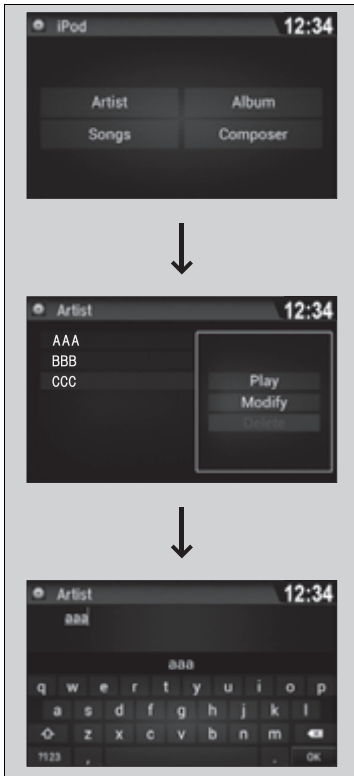 iPod 12:34
Artist Album
Songs Composer
Artist 12:34
AAA
BBB
CCC
Play
Modify
Delete
Artist 12:34
aaa
aaa
q w e r t y u i o p
a s d f g h j k l
z x c v b n m
?123 , . OK